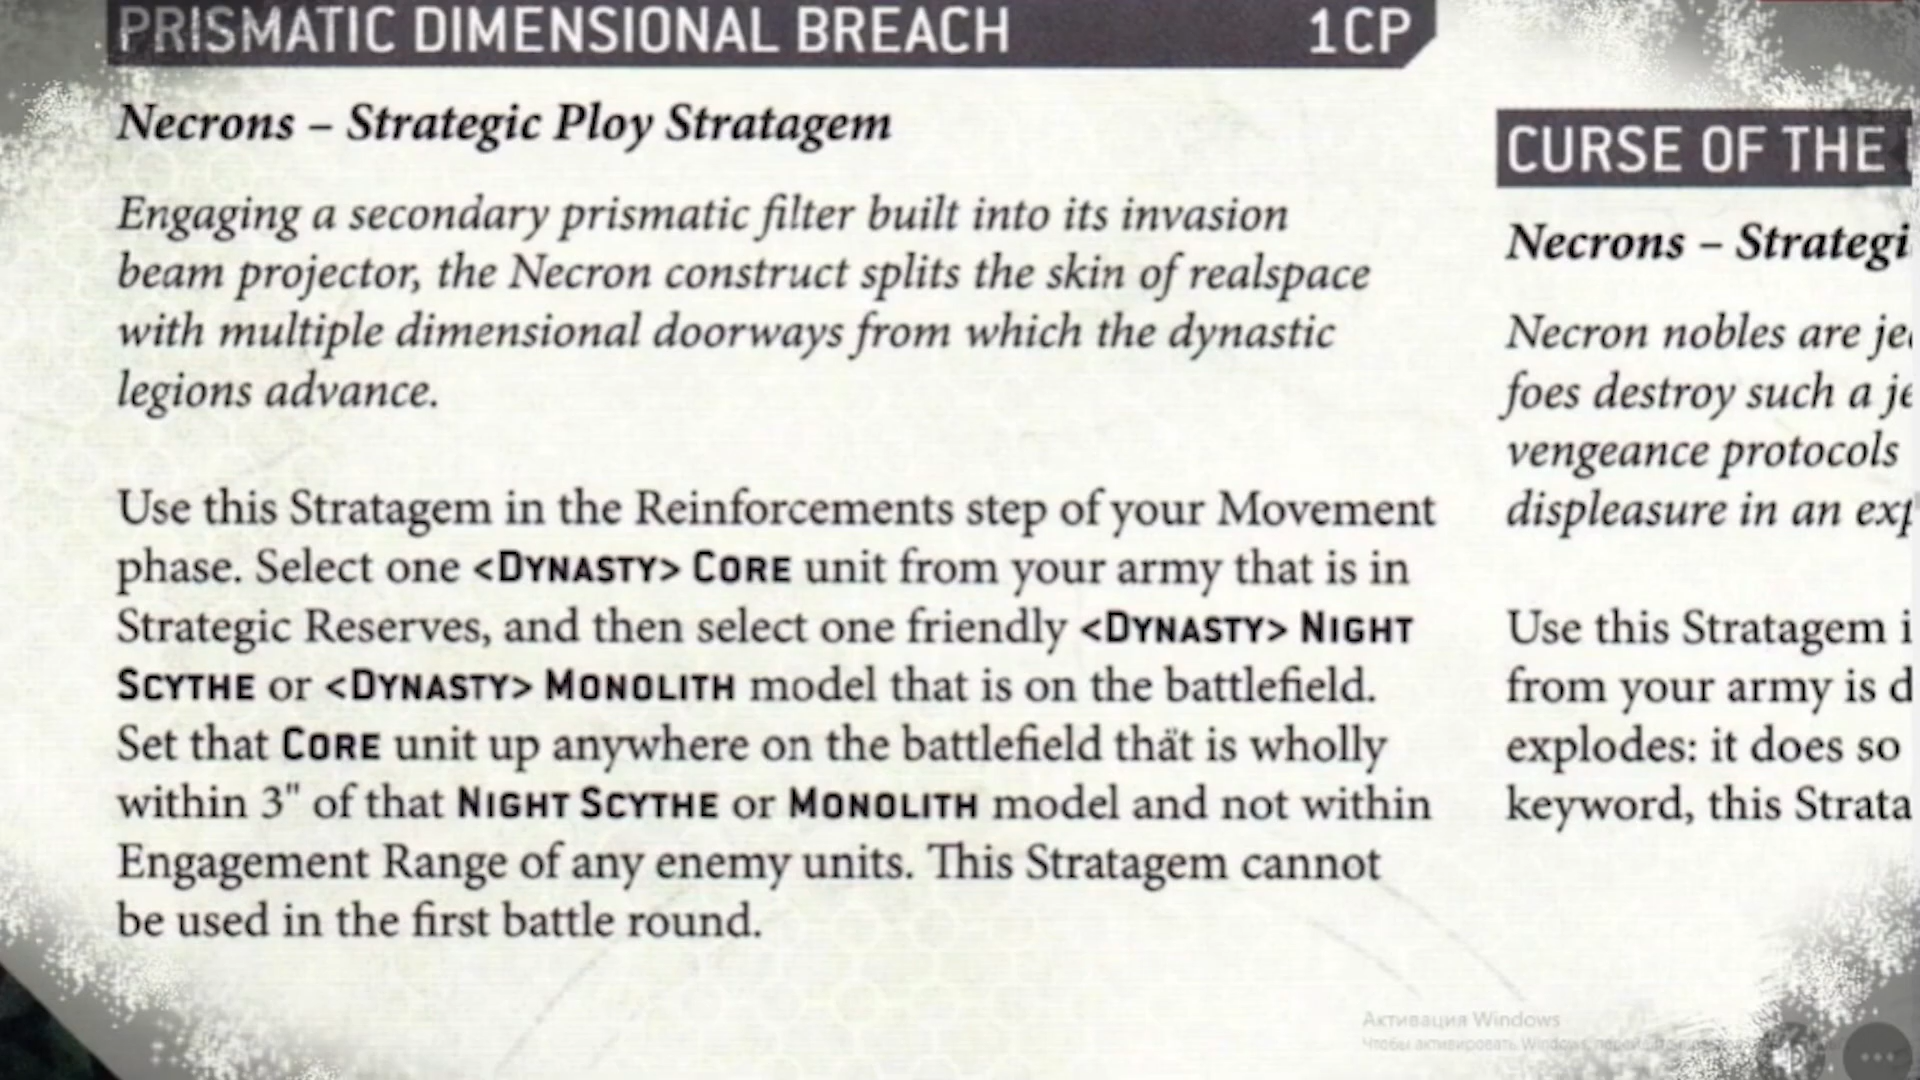 PRISMATIC DIMENSIONAL BREACH 1CP
Necrons – Strategic Ploy Stratagem
Engaging a secondary prismatic filter built into its invasion
beam projector, the Necron construct splits the skin of realspace
with multiple dimensional doorways from which the dynastic
legions advance.
Use this Stratagem in the Reinforcements step of your Movement
phase. Select one <DYNASTY> CORE unit from your army that is in
Strategic Reserves, and then select one friendly <DYNASTY> NIGHT
SCYTHE or <DYNASTY> MONOLITH model that is on the battlefield.
Set that CORE unit up anywhere on the battlefield that is wholly
within 3" of that NIGHT SCYTHE or MONOLITH model and not within
Engagement Range of any enemy units. This Stratagem cannot
be used in the first battle round.
CURSE OF THE
Necrons – Strategi
Necron nobles are je
foes destroy such a je
vengeance protocols
displeasure in an exp
Use this Stratagem i
from your army is d
explodes: it does so
keyword, this Strata
Активация Windows
Чтобы активировать Windows,